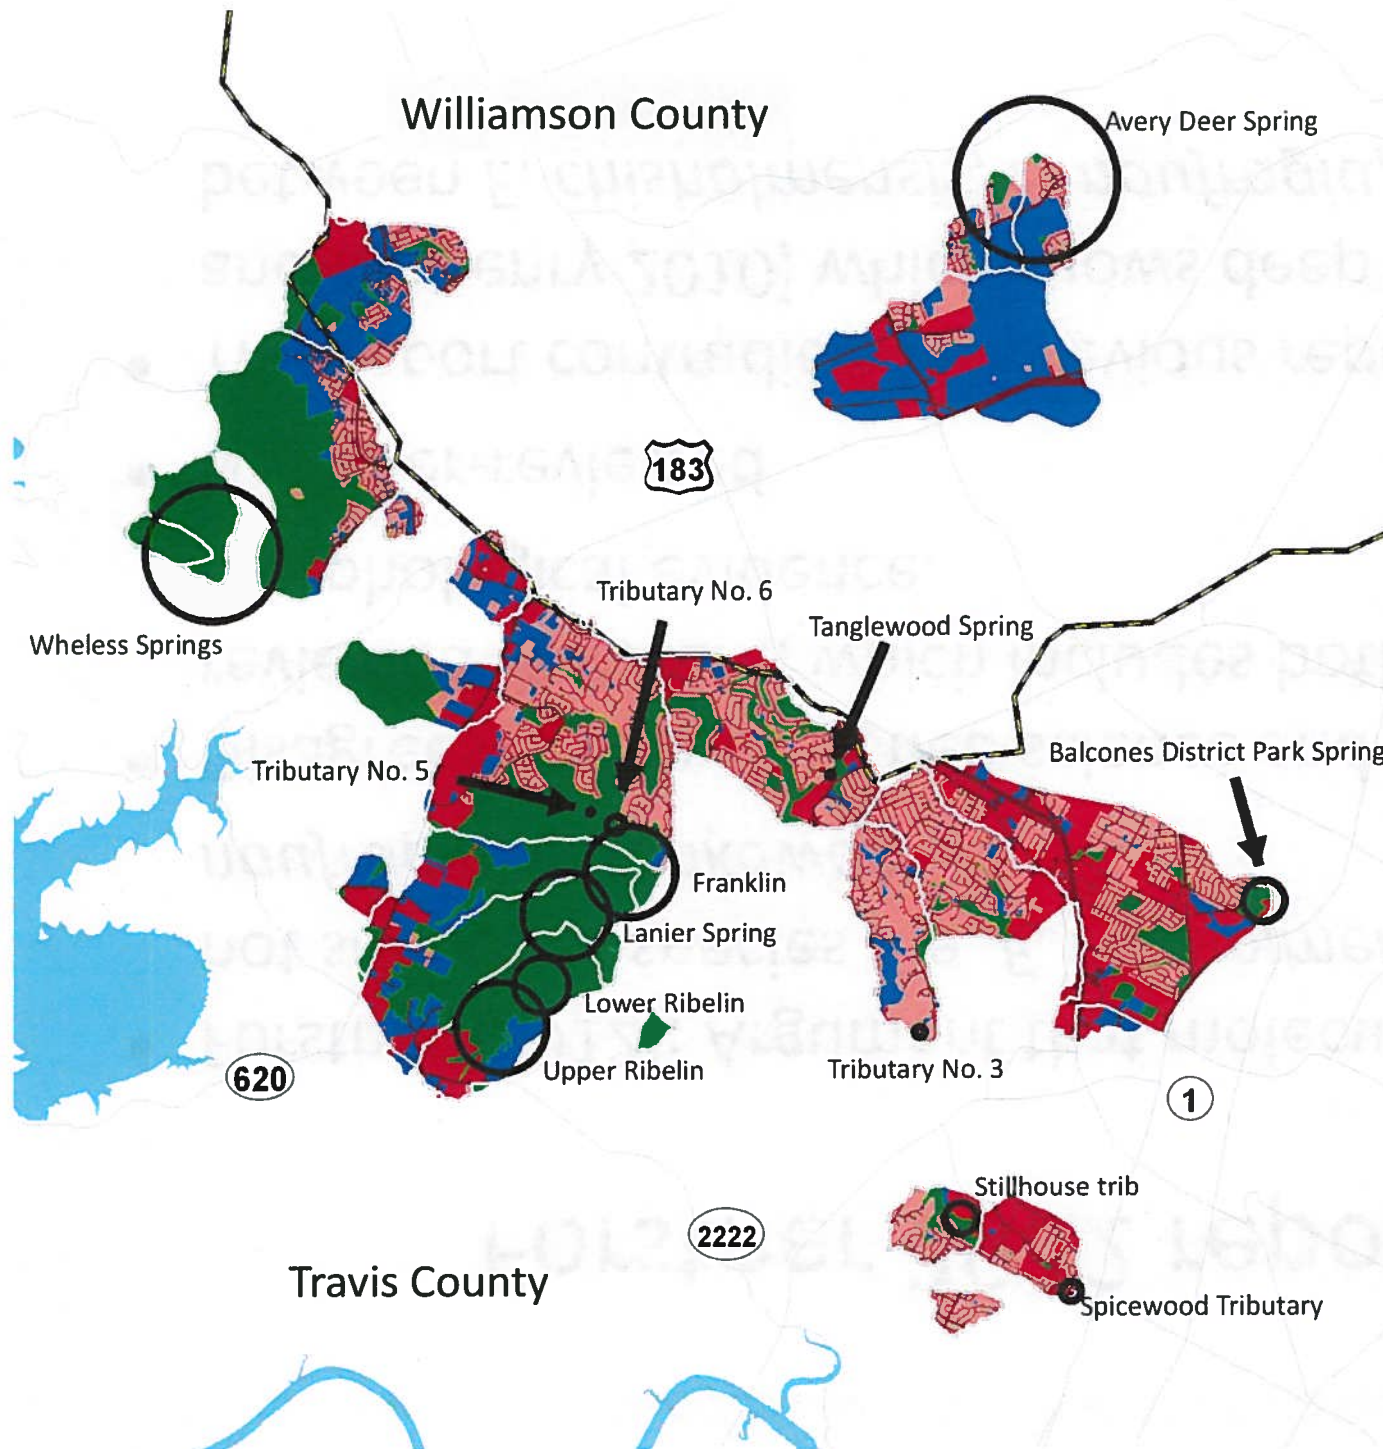 Williamson County
Avery Deer Spring
183
Tributary No. 6
Tanglewood Spring
Wheless Springs
Balcones District Park Spring
Tributary No. 5
Franklin
Lanier Spring
Lower Ribelin
Upper Ribelin
Tributary No. 3
620
1
Stillhouse trib
2222
Travis County
Spicewood Tributary